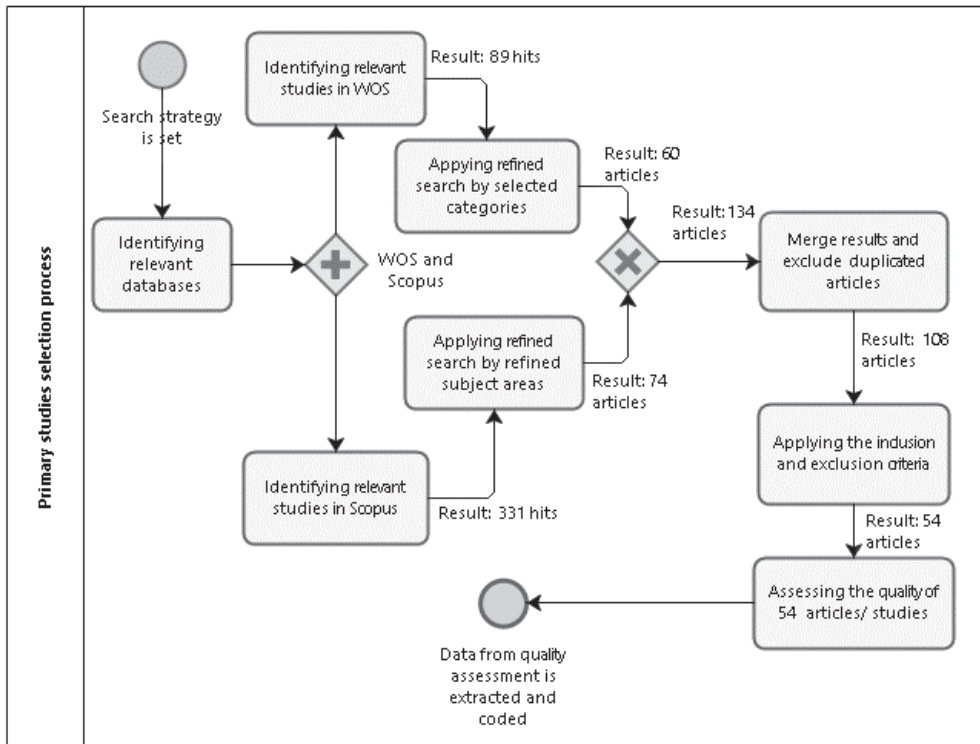 Primary studies selection process
Search strategy
is set
Identifying
relevant
databases
WOS and
Scopus
Identifying relevant
studies in WOS
Result: 89 hits
Appying refined
search by selected
categories
Result: 60
articles
Identifying relevant
studies in Scopus
Result: 331 hits
Applying refined
search by refined
subject areas
Result: 74
articles
Result: 134
articles
Merge results and
exclude duplicated
articles
Result: 108
articles
Applying the inclusion
and exclusion criteria
Result: 54
articles
Assessing the quality of
54 articles/ studies
Data from quality
assessment is
extracted and
coded